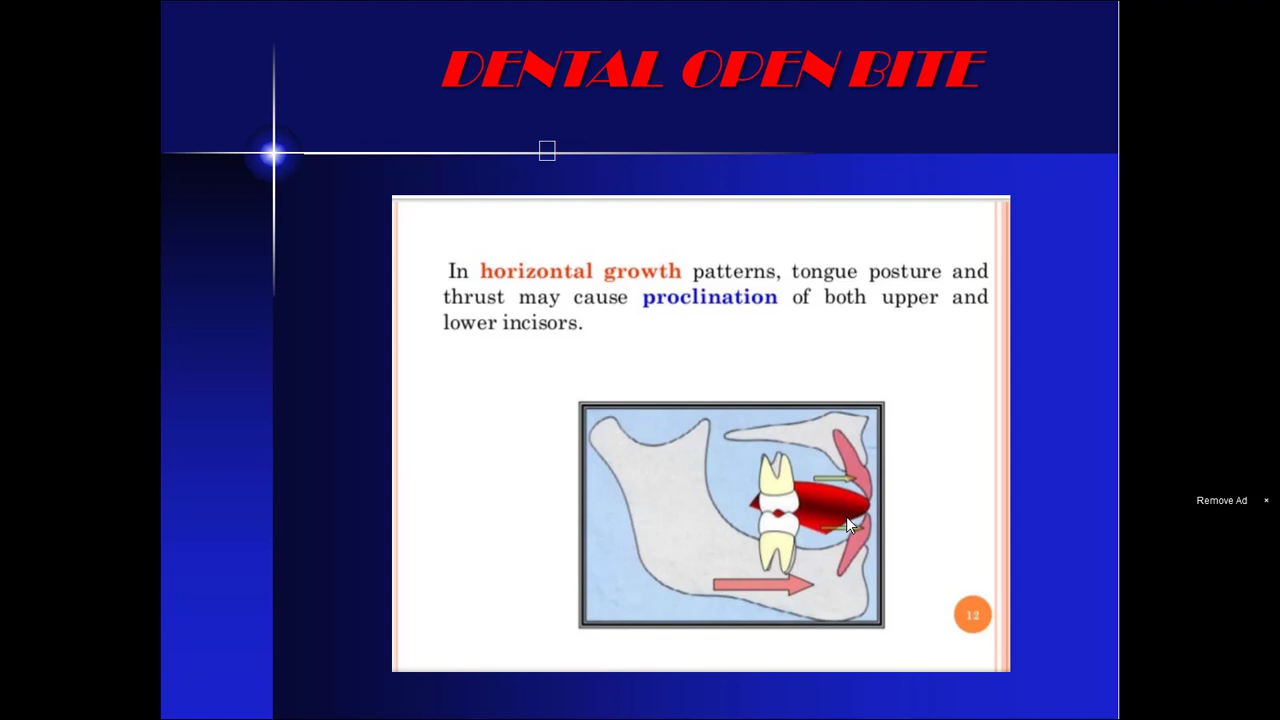 DENTAL OPEN BITE
In horizontal growth patterns, tongue posture and
thrust may cause proclination of both upper and
lower incisors.
12
Remove Ad ×